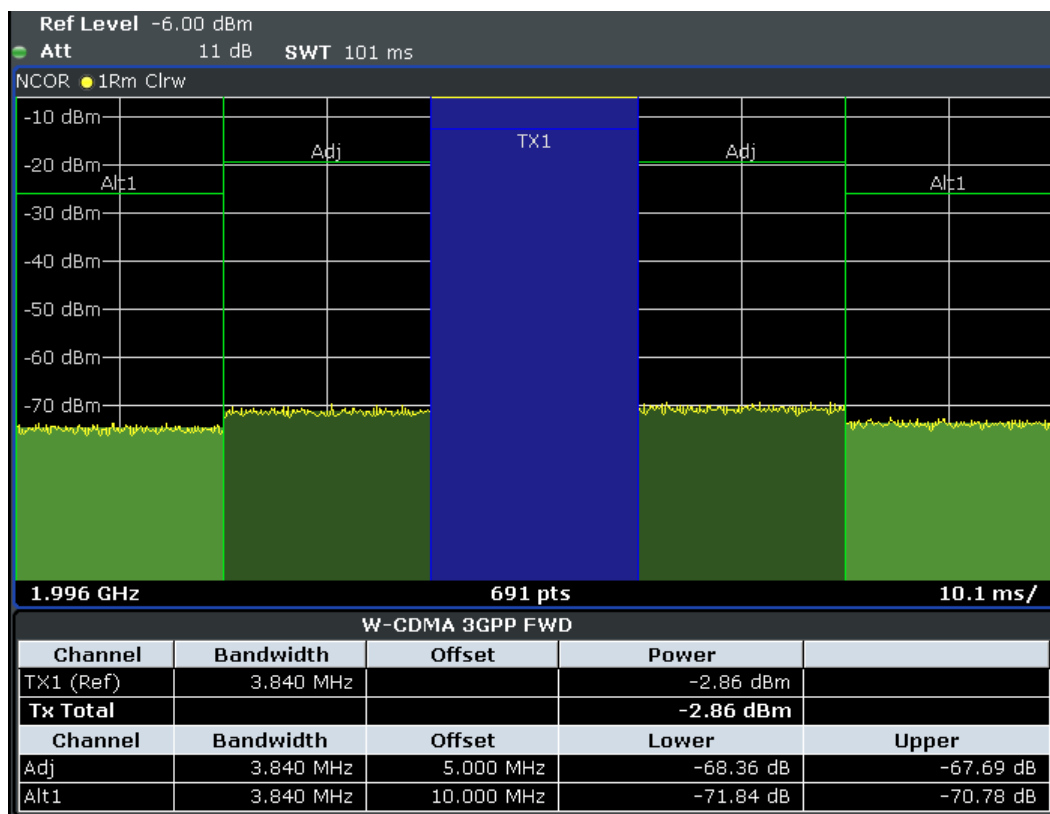 Ref Level -6.00 dBm
Att 11 dB SWT 101 ms
NCOR 1Rm Clrw
-10 dBm
TX1
Adj Adj
-20 dBm
Alt1 Alt1
-30 dBm
-40 dBm
-50 dBm
-60 dBm
-70 dBm
1.996 GHz 691 pts 10.1 ms/
W-CDMA 3GPP FWD
Channel Bandwidth Offset Power
TX1 (Ref) 3.840 MHz -2.86 dBm
Tx Total -2.86 dBm
Channel Bandwidth Offset Lower Upper
Adj 3.840 MHz 5.000 MHz -68.36 dB -67.69 dB
Alt1 3.840 MHz 10.000 MHz -71.84 dB -70.78 dB